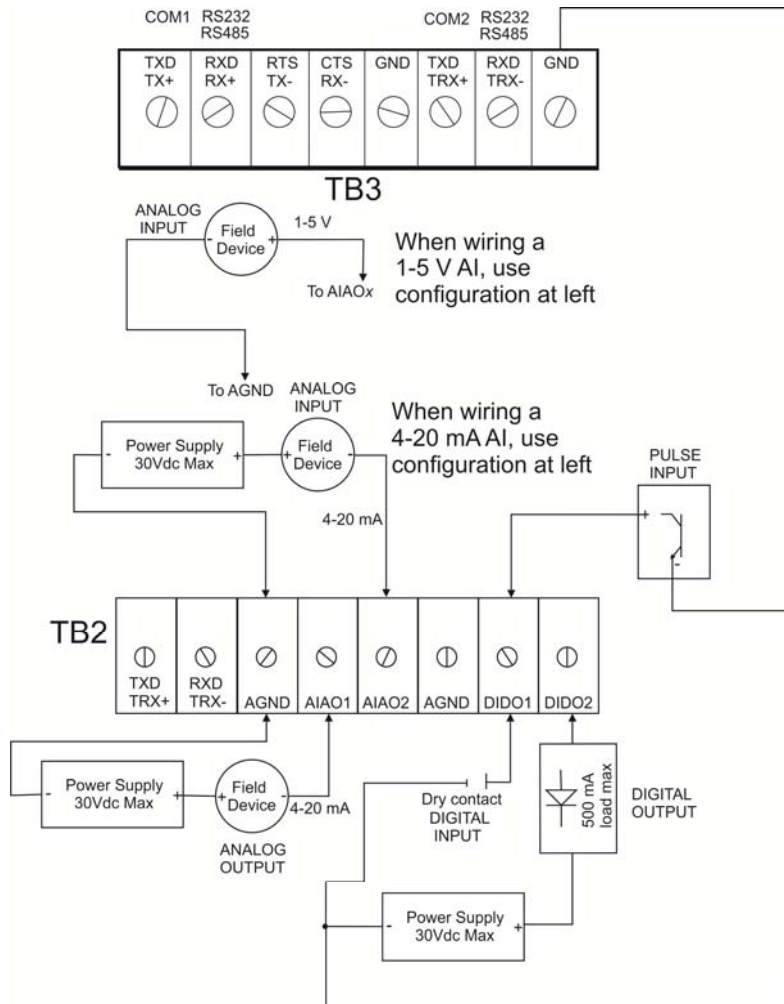 COM1 RS232 RS485
COM2 RS232 RS485
TXD TX+
RXD RX+
RTS TX-
CTS RX-
GND
TXD TRX+
RXD TRX-
GND
TB3
ANALOG
INPUT
- Field +
Device
1-5 V
To AIAOx
To AGND
When wiring a
1-5 V AI, use
configuration at left
ANALOG
INPUT
- Power Supply +
30Vdc Max
+ Field -
Device
4-20 mA
When wiring a
4-20 mA AI, use
configuration at left
PULSE
INPUT
+
-
TB2
TXD TRX+
RXD TRX-
AGND
AIAO1
AIAO2
AGND
DIDO1
DIDO2
- Power Supply +
30Vdc Max
+ Field -
Device
4-20 mA
ANALOG
OUTPUT
Dry contact
DIGITAL
INPUT
500 mA
load max
DIGITAL
OUTPUT
- Power Supply +
30Vdc Max